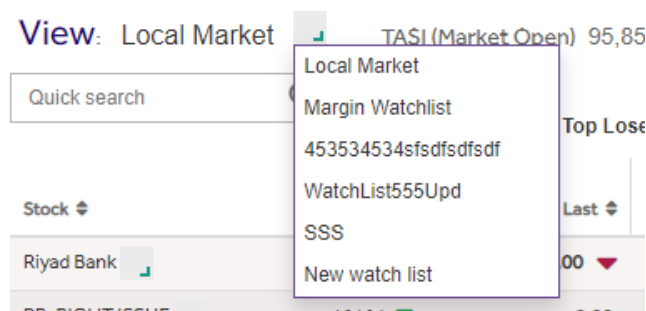 View: Local Market
TASI (Market Open) 95,85
Local Market
Quick search
Margin Watchlist
Top Lose
453534534sfsdfsdfsdf
WatchList555Upd
Stock
Last
SSS
Riyad Bank
.00
New watch list